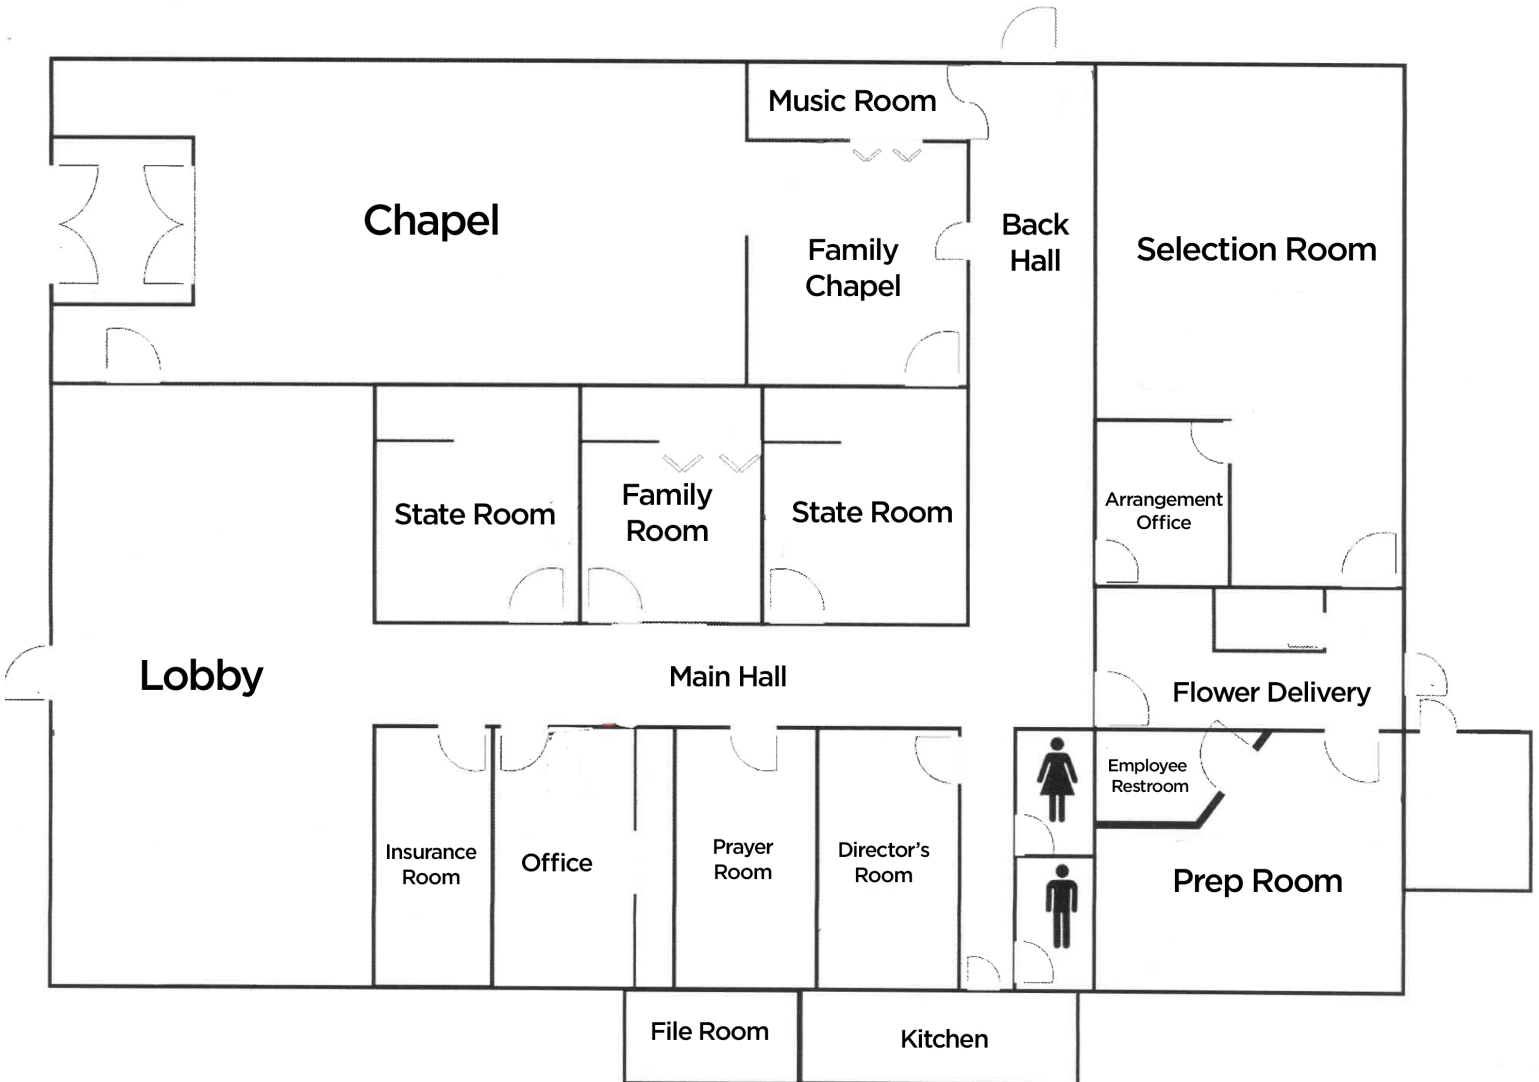 Music Room
Chapel
Family
Chapel
Back
Hall
Selection Room
State Room
Family
Room
State Room
Arrangement
Office
Lobby
Main Hall
Flower Delivery
Employee
Restroom
Insurance
Room
Office
Prayer
Room
Director's
Room
Prep Room
File Room
Kitchen